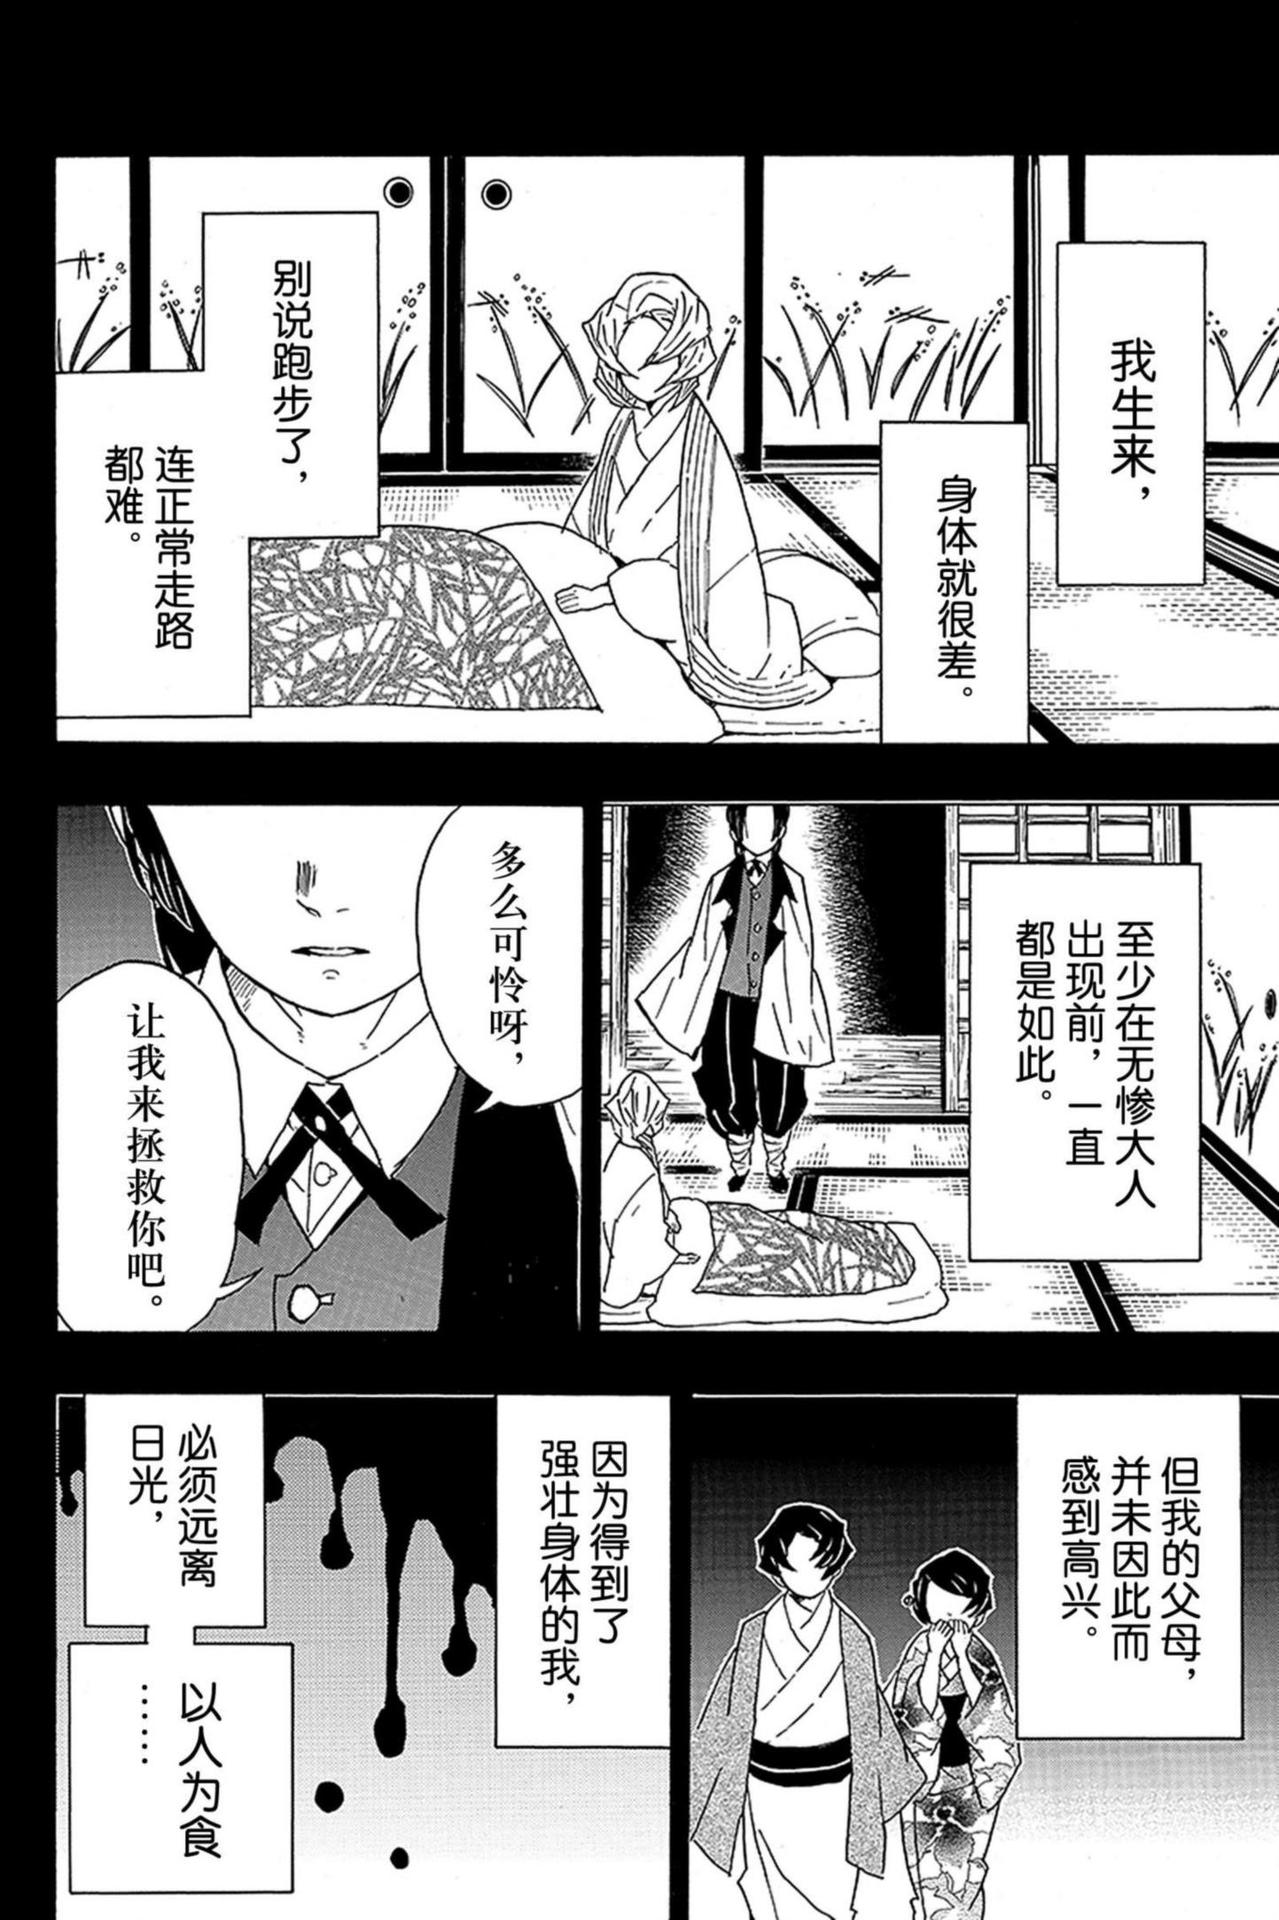 我生来，
身体就很差。
别说跑步了，
连正常走路
都难。
至少在无惨大人
出现前，一直
都是如此。
多么可怜呀，
让我来拯救你吧。
但我的父母，
并未因此而
感到高兴。
因为得到了
强壮身体的我，
必须远离
日光，
以人为食
……